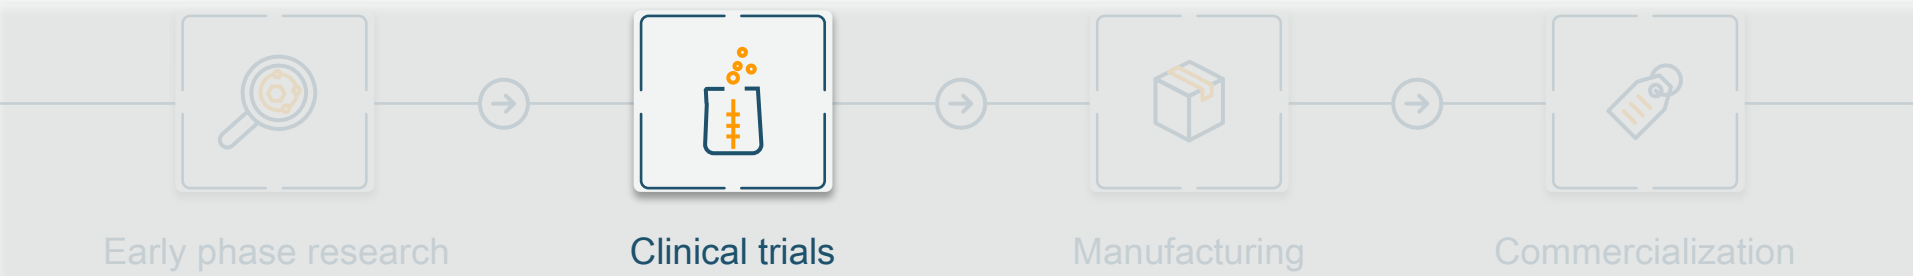 Early phase research
Clinical trials
Manufacturing
Commercialization